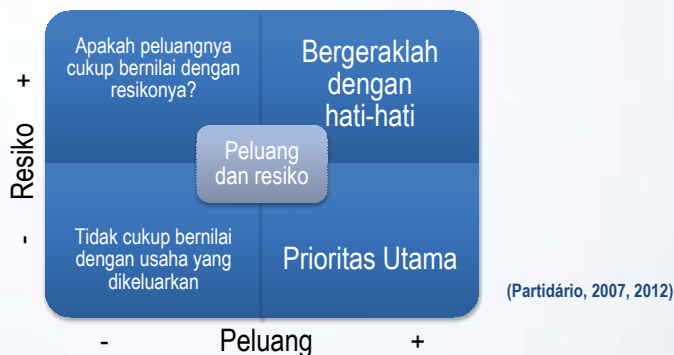 Apakah peluangnya
cukup bernilai dengan
resikonya?
Bergeraklah
dengan
hati-hati
+
Resiko
-
Peluang
dan resiko
Tidak cukup bernilai
dengan usaha yang
dikeluarkan
Prioritas Utama
(Partidário, 2007, 2012)
- Peluang +